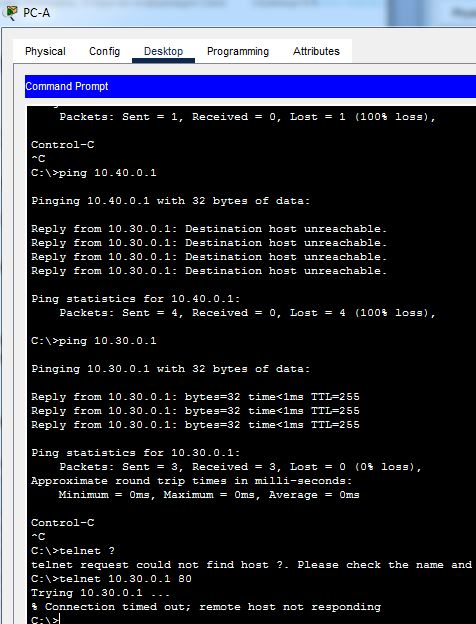 PC-A
Physical Config Desktop Programming Attributes
Command Prompt
Packets: Sent = 1, Received = 0, Lost = 1 (100% loss),
Control-C
^C
C:\>ping 10.40.0.1
Pinging 10.40.0.1 with 32 bytes of data:
Reply from 10.30.0.1: Destination host unreachable.
Reply from 10.30.0.1: Destination host unreachable.
Reply from 10.30.0.1: Destination host unreachable.
Reply from 10.30.0.1: Destination host unreachable.
Ping statistics for 10.40.0.1:
Packets: Sent = 4, Received = 0, Lost = 4 (100% loss),
C:\>ping 10.30.0.1
Pinging 10.30.0.1 with 32 bytes of data:
Reply from 10.30.0.1: bytes=32 time<1ms TTL=255
Reply from 10.30.0.1: bytes=32 time<1ms TTL=255
Reply from 10.30.0.1: bytes=32 time<1ms TTL=255
Ping statistics for 10.30.0.1:
Packets: Sent = 3, Received = 3, Lost = 0 (0% loss),
Approximate round trip times in milli-seconds:
Minimum = 0ms, Maximum = 0ms, Average = 0ms
Control-C
^C
C:\>telnet ?
telnet request could not find host ?. Please check the name and
C:\>telnet 10.30.0.1 80
Trying 10.30.0.1 ...
% Connection timed out; remote host not responding
C:\>